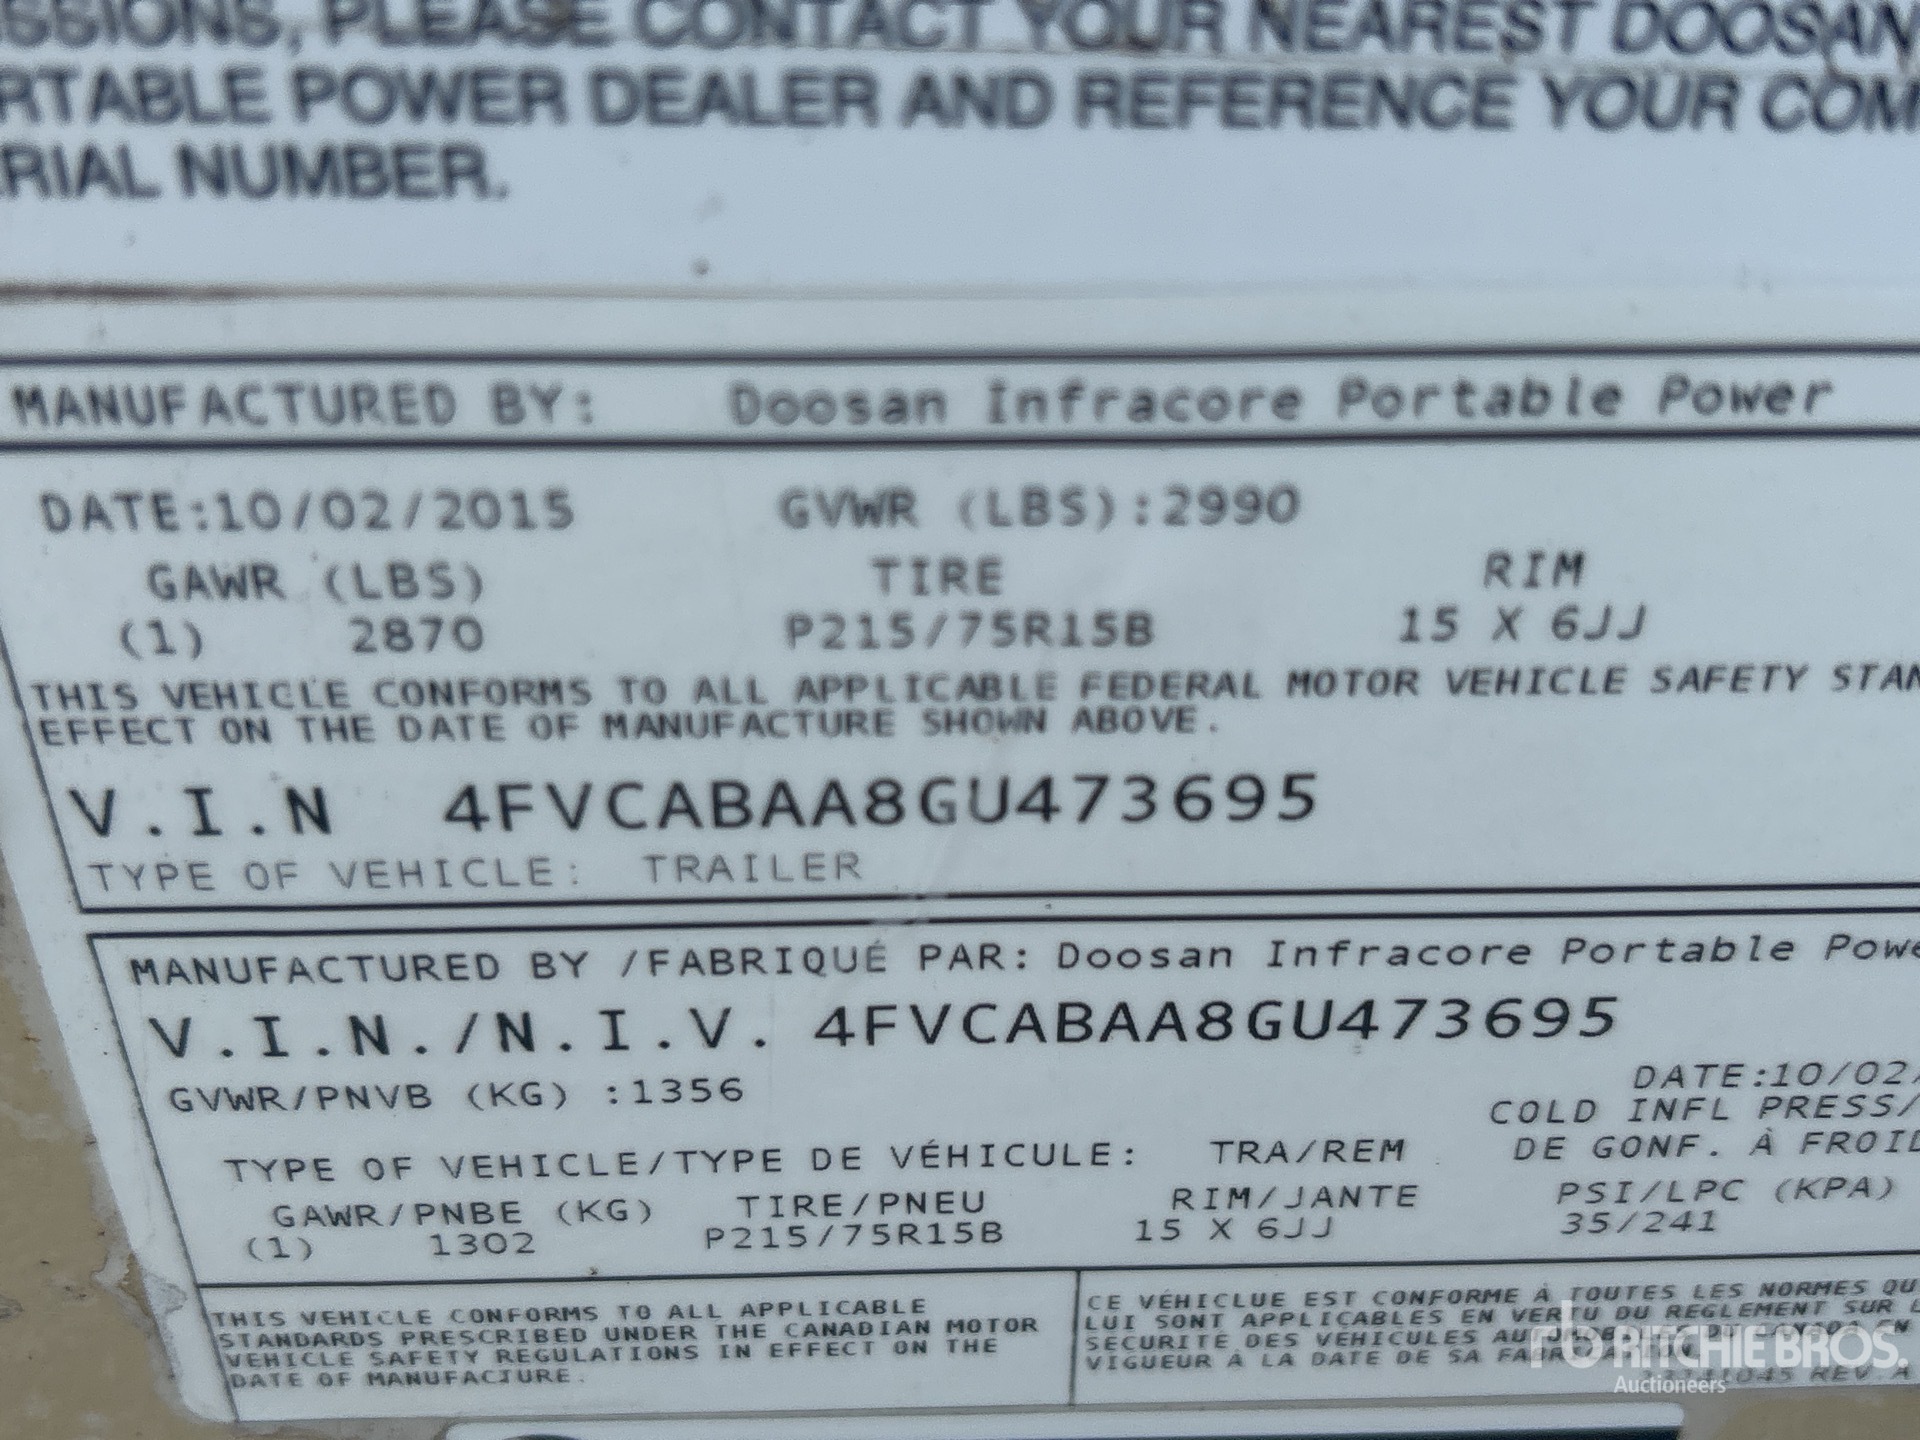 SSIONS, PLEASE CONTACT YOUR NEAREST DOOSAN
RTABLE POWER DEALER AND REFERENCE YOUR COM
RIAL NUMBER.
MANUFACTURED BY: Doosan Infracore Portable Power
DATE:10/02/2015 GVWR (LBS):2990
GAWR (LBS) TIRE RIM
(1) 2870 P215/75R15B 15 X 6JJ
THIS VEHICLE CONFORMS TO ALL APPLICABLE FEDERAL MOTOR VEHICLE SAFETY STAN
EFFECT ON THE DATE OF MANUFACTURE SHOWN ABOVE.
V.I.N 4FVCABAA8GU473695
TYPE OF VEHICLE: TRAILER
MANUFACTURED BY /FABRIQUÉ PAR: Doosan Infracore Portable Powe
V.I.N./N.I.V. 4FVCABAA8GU473695
GVWR/PNVB (KG) :1356 DATE:10/02/
COLD INFL PRESS/
TYPE OF VEHICLE/TYPE DE VÉHICULE: TRA/REM DE GONF. À FROID
GAWR/PNBE (KG) TIRE/PNEU RIM/JANTE PSI/LPC (KPA)
(1) 1302 P215/75R15B 15 X 6JJ 35/241
THIS VEHICLE CONFORMS TO ALL APPLICABLE
STANDARDS PRESCRIBED UNDER THE CANADIAN MOTOR
VEHICLE SAFETY REGULATIONS IN EFFECT ON THE
DATE OF MANUFACTURE.
CE VÉHICLUE EST CONFORME À TOUTES LES NORMES QU
LUI SONT APPLICABLES EN VERTU DU REGLEMENT SUR L
SECURITE DES VEHICULES AUTOMOBILES DU CANADA EN
VIGUEUR A LA DATE DE SA FABRICATION.
REV.A
rb RITCHIE BROS.
Auctioneers